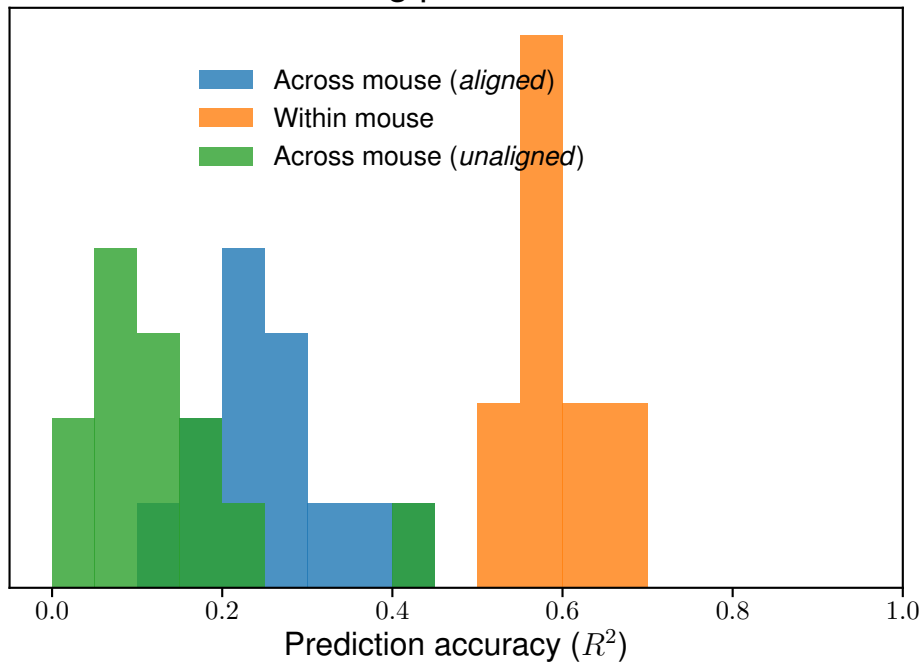 Across mouse (aligned)
Within mouse
Across mouse (unaligned)
0.0 0.2 0.4 0.6 0.8 1.0
Prediction accuracy (R²)